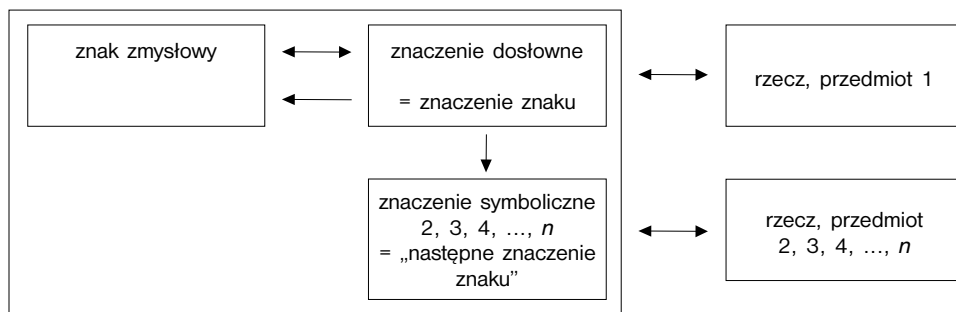 znak zmysłowy
znaczenie dosłowne
= znaczenie znaku
rzecz, przedmiot 1
znaczenie symboliczne
2, 3, 4, ..., n
= „następne znaczenie
znaku”
rzecz, przedmiot
2, 3, 4, ..., n